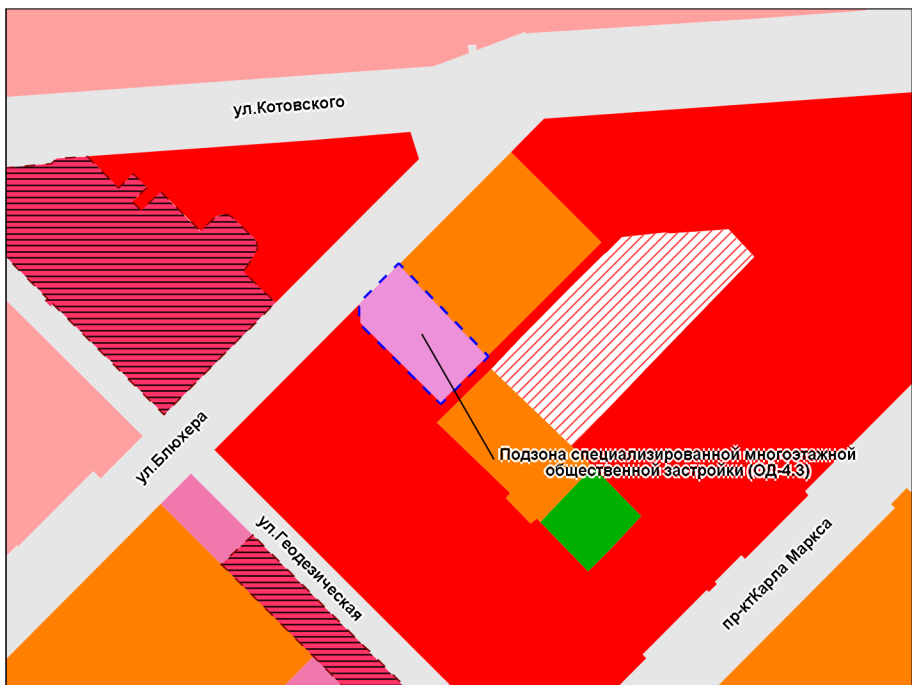 ул.Котовского
ул.Блюхера
ул.Геодезическая
Подзона специализированной многоэтажной
общественной застройки (ОД-4.3)
пр-ктКарла Маркса